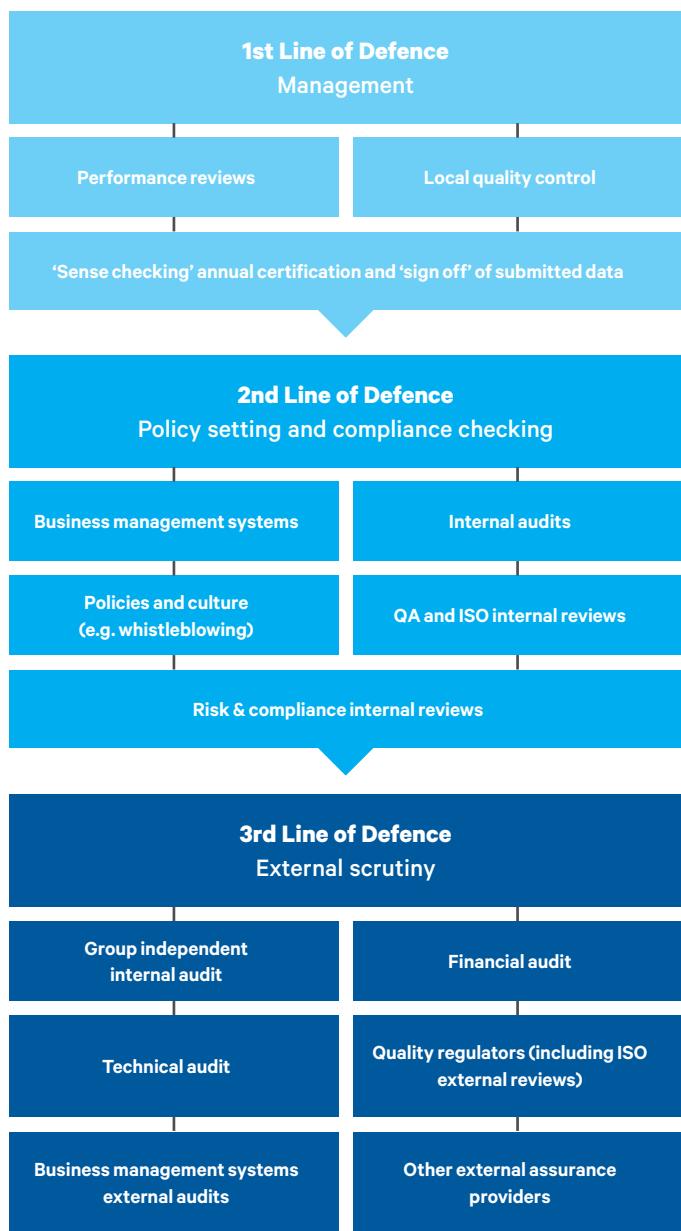 1st Line of Defence
Management
Performance reviews
Local quality control
‘Sense checking’ annual certification and ‘sign off’ of submitted data
2nd Line of Defence
Policy setting and compliance checking
Business management systems
Internal audits
Policies and culture
(e.g. whistleblowing)
QA and ISO internal reviews
Risk & compliance internal reviews
3rd Line of Defence
External scrutiny
Group independent
internal audit
Financial audit
Technical audit
Quality regulators (including ISO
external reviews)
Business management systems
external audits
Other external assurance
providers